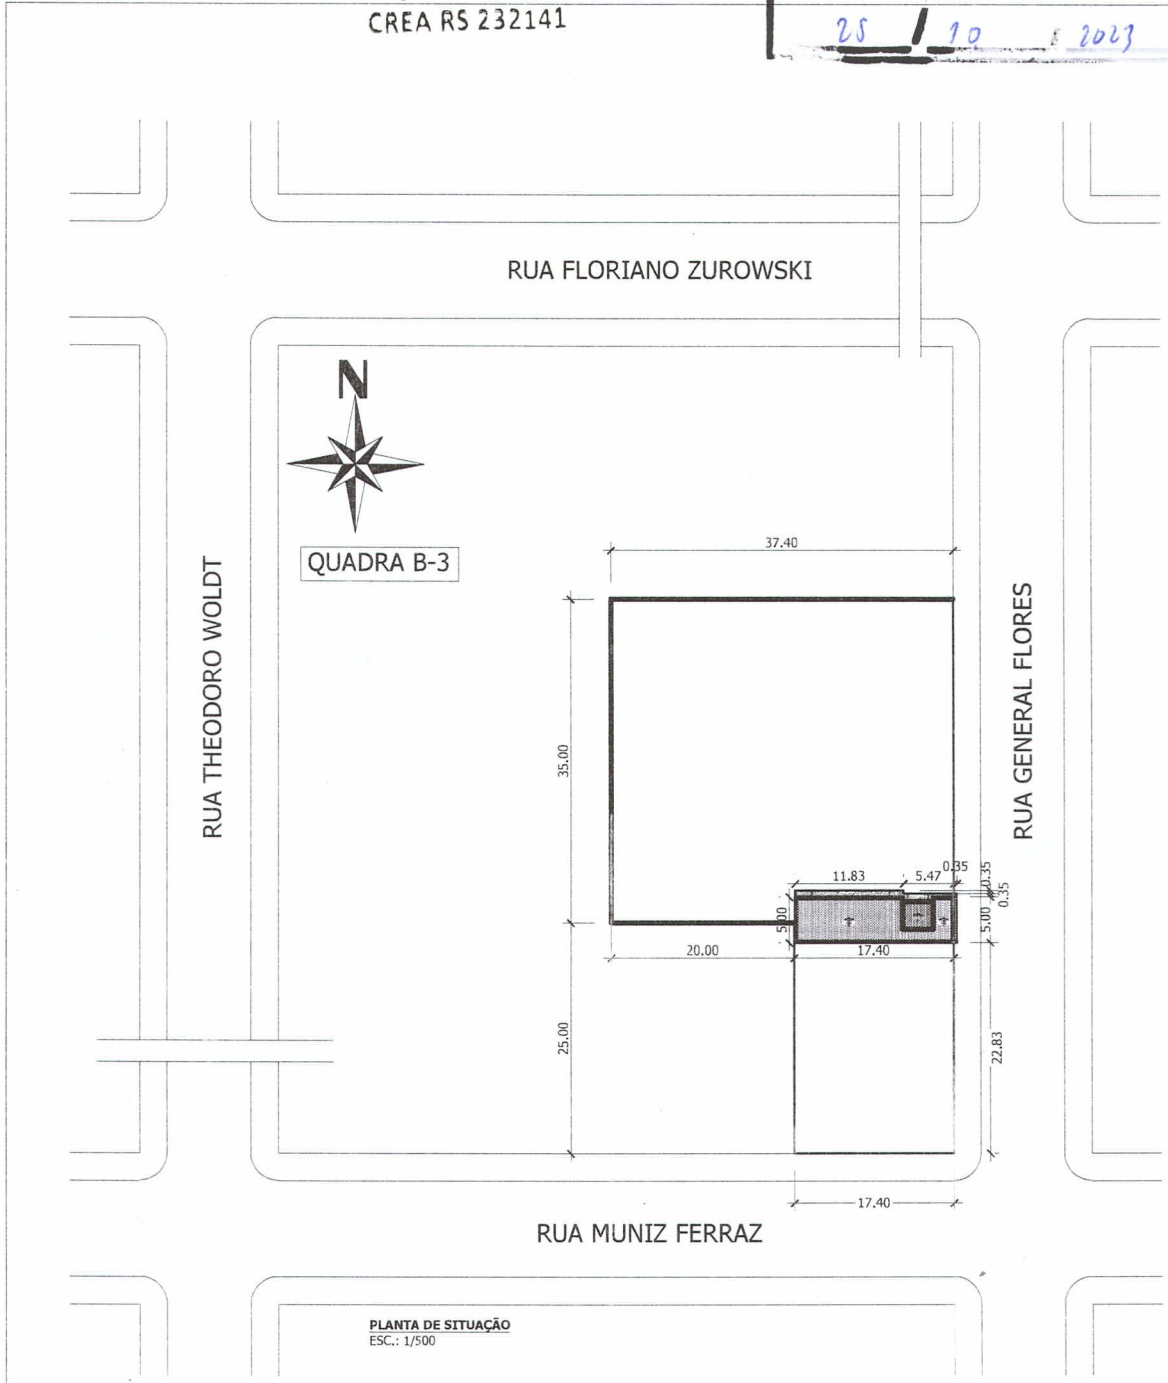 CREA RS 232141
25 / 10 / 2023
RUA FLORIANO ZUROWSKI
N
QUADRA B-3
RUA THEODORO WOLDT
RUA GENERAL FLORES
37.40
35.00
11.83
5.47
0.35
0.35
0.35
5.00
5.00
20.00
17.40
25.00
22.83
17.40
RUA MUNIZ FERRAZ
PLANTA DE SITUAÇÃO
ESC.: 1/500